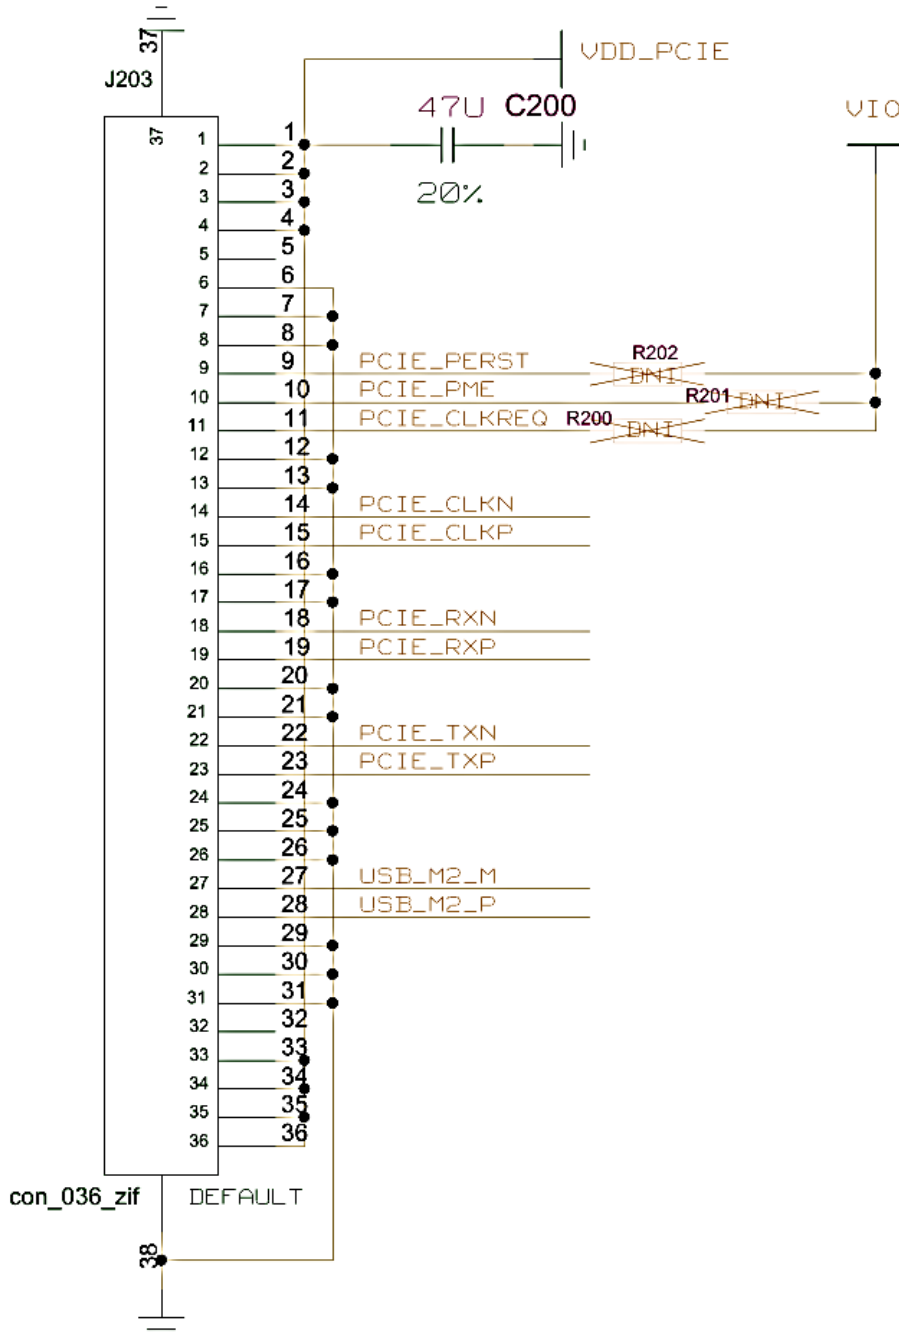 37
VDD_PCIE
J203
47U C200
VIO
37
1 1
20%
2 2
3 3
4 4
5 5
6 6
7 7
8 8
9 9 PCIE_PERST R202 DNI
10 10 PCIE_PME R201 DNI
11 11 PCIE_CLKREQ R200 DNI
12 12
13 13
14 14 PCIE_CLKN
15 15 PCIE_CLKP
16 16
17 17
18 18 PCIE_RXN
19 19 PCIE_RXP
20 20
21 21
22 22 PCIE_TXN
23 23 PCIE_TXP
24 24
25 25
26 26
27 27 USB_M2_M
28 28 USB_M2_P
29 29
30 30
31 31
32 32
33 33
34 34
35 35
36 36
con_036_zif DEFAULT
38